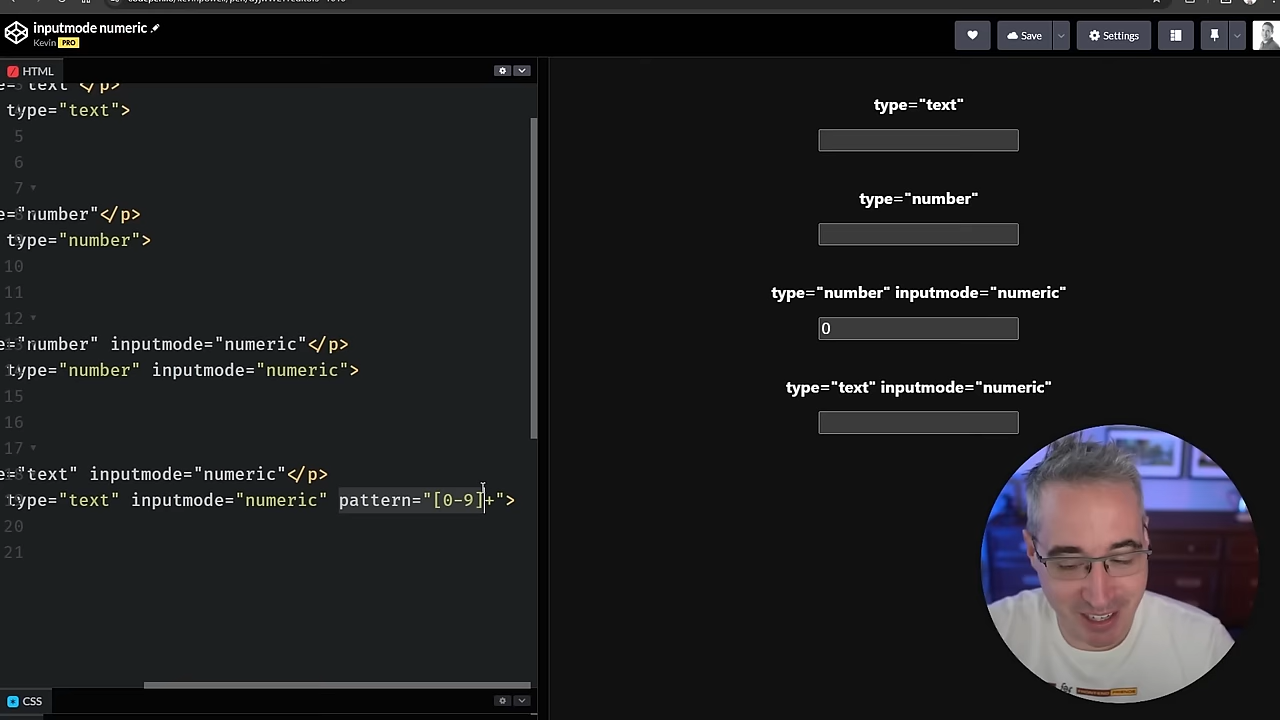 inputmode numeric
Kevin PRO
Save
Settings
HTML
e="text"</p>
type="text">
5
6
7
e="number"</p>
type="number">
10
11
12
e="number" inputmode="numeric"</p>
type="number" inputmode="numeric">
15
16
17
e="text" inputmode="numeric"</p>
type="text" inputmode="numeric" pattern="[0-9]+">
20
21
CSS
type="text"
type="number"
type="number" inputmode="numeric"
0
type="text" inputmode="numeric"